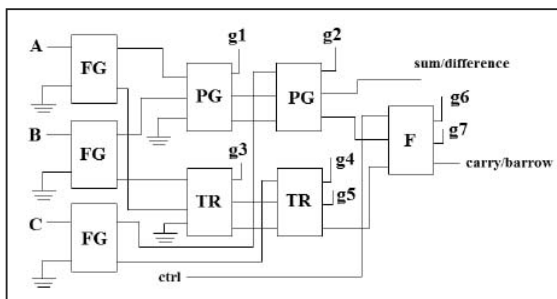 A
FG
g1
g2
PG
PG
sum/difference
B
FG
g3
g4
g5
TR
TR
F
g6
g7
carry/barrow
C
FG
ctrl